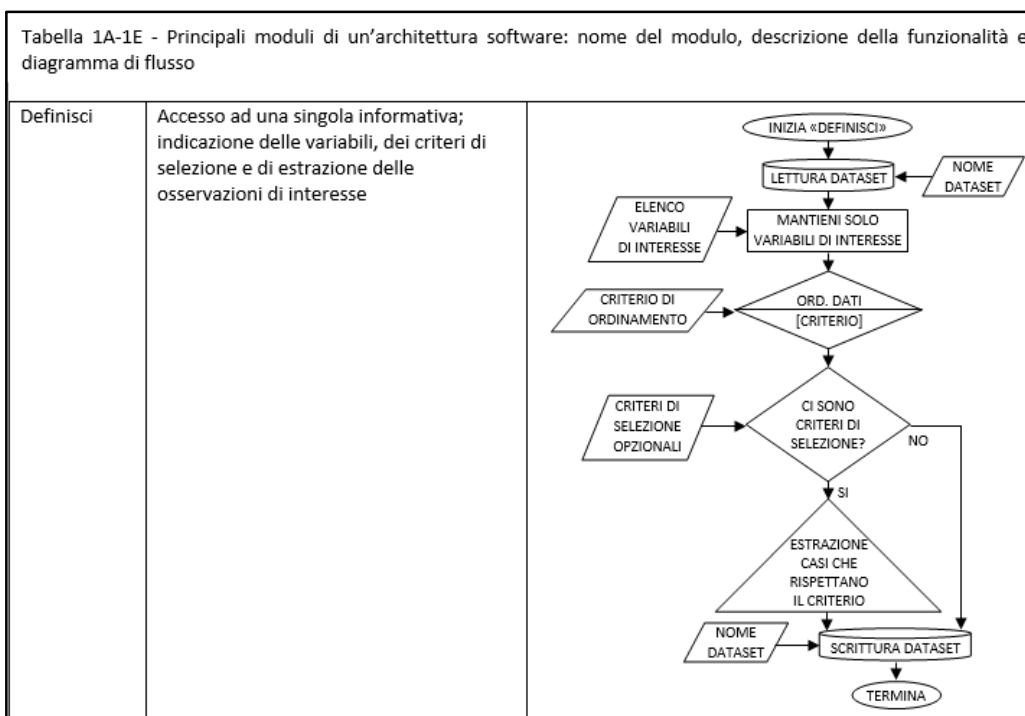 Tabella 1A-1E - Principali moduli di un'architettura software: nome del modulo, descrizione della funzionalità e
diagramma di flusso
Definisci
Accesso ad una singola informativa;
indicazione delle variabili, dei criteri di
selezione e di estrazione delle
osservazioni di interesse
INIZIA «DEFINISCI»
LETTURA DATASET
NOME
DATASET
ELENCO
VARIABILI
DI INTERESSE
MANTIENI SOLO
VARIABILI DI INTERESSE
CRITERIO DI
ORDINAMENTO
ORD. DATI
[CRITERIO]
CRITERI DI
SELEZIONE
OPZIONALI
CI SONO
CRITERI DI
SELEZIONE?
NO
SI
ESTRAZIONE
CASI CHE
RISPETTANO
IL CRITERIO
NOME
DATASET
SCRITTURA DATASET
TERMINA